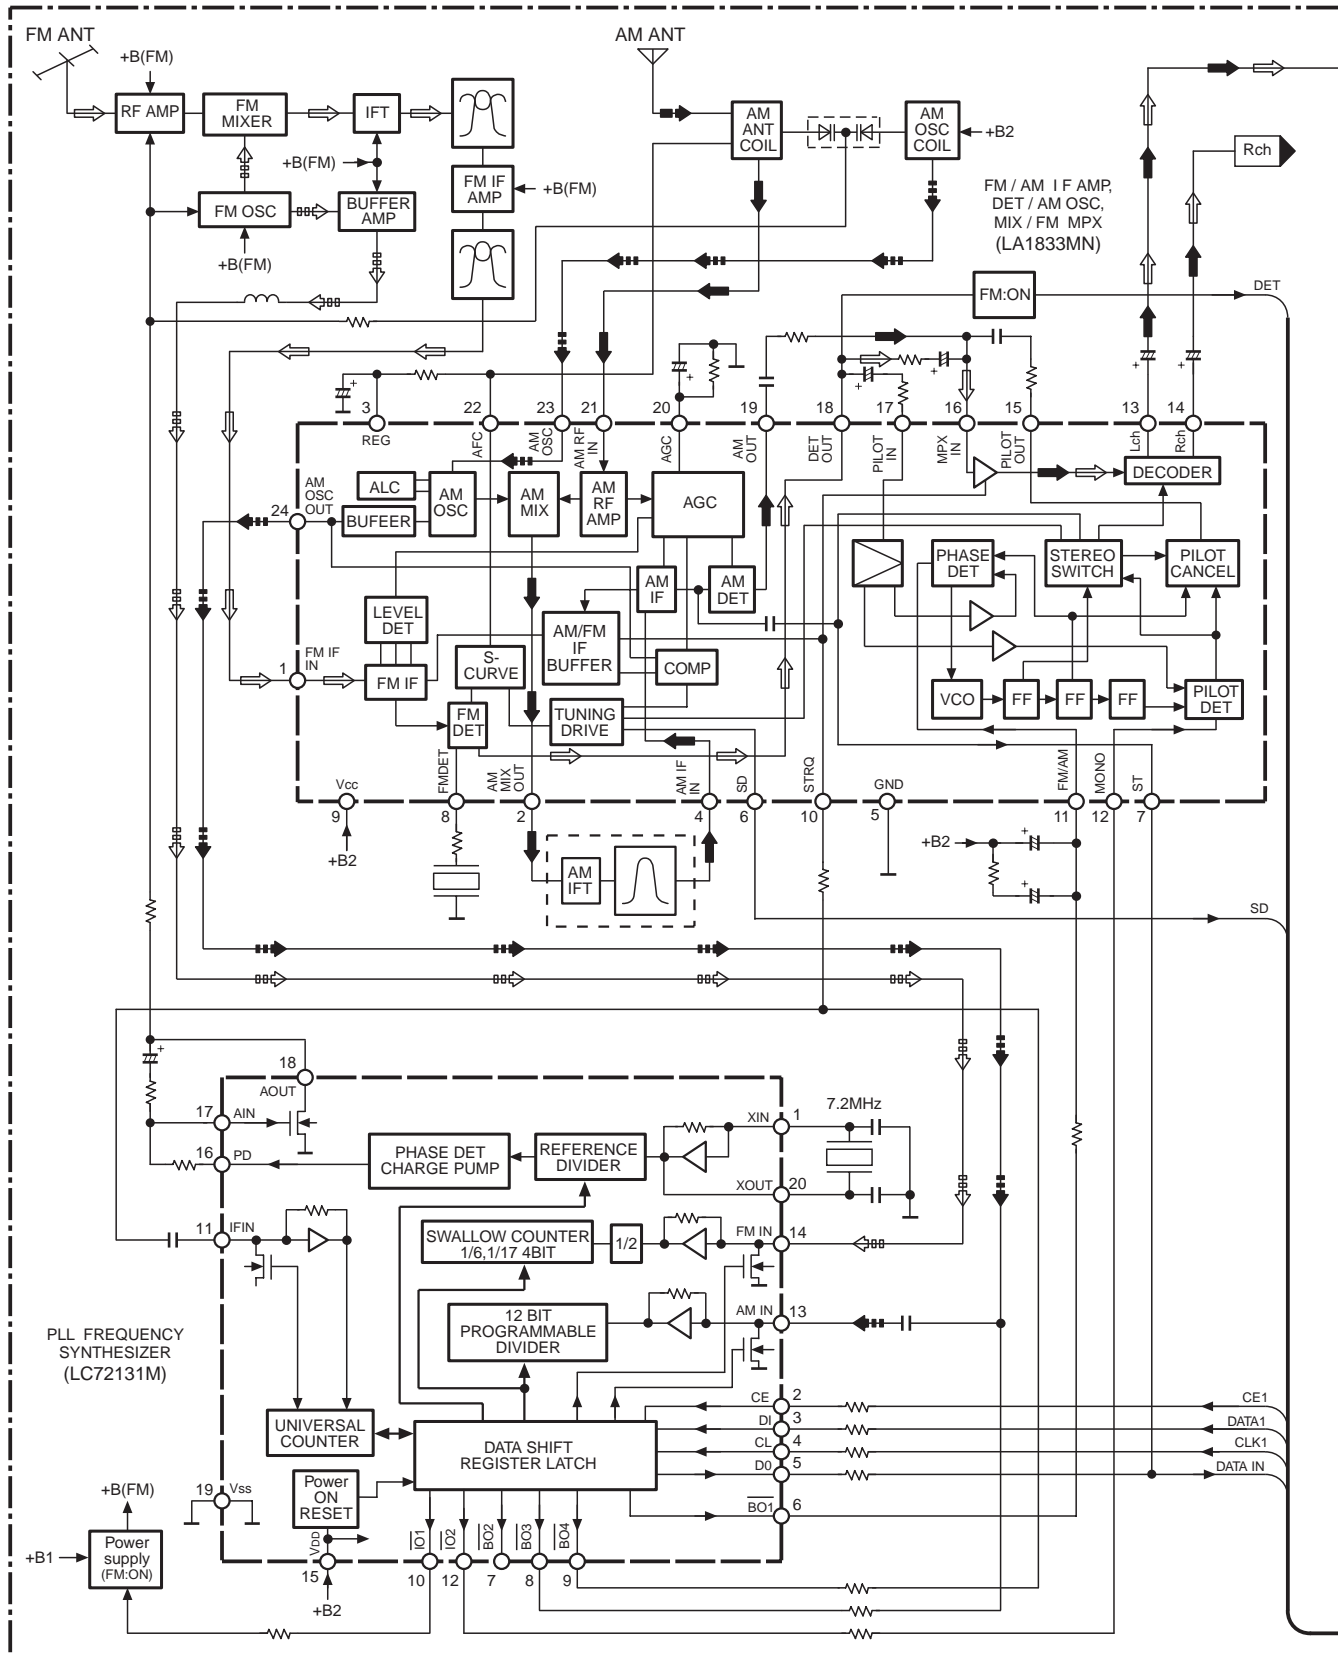 FM ANT
+B(FM)
RF AMP
FM
MIXER
IFT
+B(FM)
FM OSC
BUFFER
AMP
+B(FM)
FM IF
AMP
+B(FM)
AM ANT
AM
ANT
COIL
AM
OSC
COIL
+B2
FM / AM I F AMP,
DET / AM OSC,
MIX / FM MPX
(LA1833MN)
Rch
FM:ON
DET
+
3
22
23
21
20
19
18
17
16
15
13
14
+
+
+
+
+
REG
AFC
AM
OSC
AM RF
IN
AGC
AM
OUT
DET
OUT
PILOT
IN
MPX
IN
PILOT
OUT
Lch
Rch
AM
OSC
OUT
24
ALC
BUFEER
AM
OSC
AM
MIX
AM
RF
AMP
AGC
DECODER
PHASE
DET
STEREO
SWITCH
PILOT
CANCEL
LEVEL
DET
AM
IF
AM
DET
AM/FM
IF
BUFFER
S-
CURVE
COMP
FM IF
IN
1
FM IF
FM
DET
TUNING
DRIVE
VCO
FF
FF
FF
PILOT
DET
Vcc
FMDET
AM
MIX
OUT
AM IF
IN
SD
STRQ
GND
FM/AM
MONO
ST
9
8
2
4
6
10
5
11
12
7
+B2
AM
IFT
+B2
+
+
SD
+
18
AOUT
17
AIN
16
PD
PHASE DET
CHARGE PUMP
REFERENCE
DIVIDER
XIN
1
7.2MHz
XOUT
20
11
IFIN
SWALLOW COUNTER
1/6,1/17 4BIT
1/2
FM IN
14
12 BIT
PROGRAMMABLE
DIVIDER
AM IN
13
PLL FREQUENCY
SYNTHESIZER
(LC72131M)
UNIVERSAL
COUNTER
DATA SHIFT
REGISTER LATCH
CE
2
CE1
DI
3
DATA1
CL
4
CLK1
D0
5
DATA IN
BO1
6
19
Vss
Power
ON
RESET
VDD
IO1
IO2
BO2
BO3
BO4
15
10
12
7
8
9
+B2
+B(FM)
+B1
Power
supply
(FM:ON)